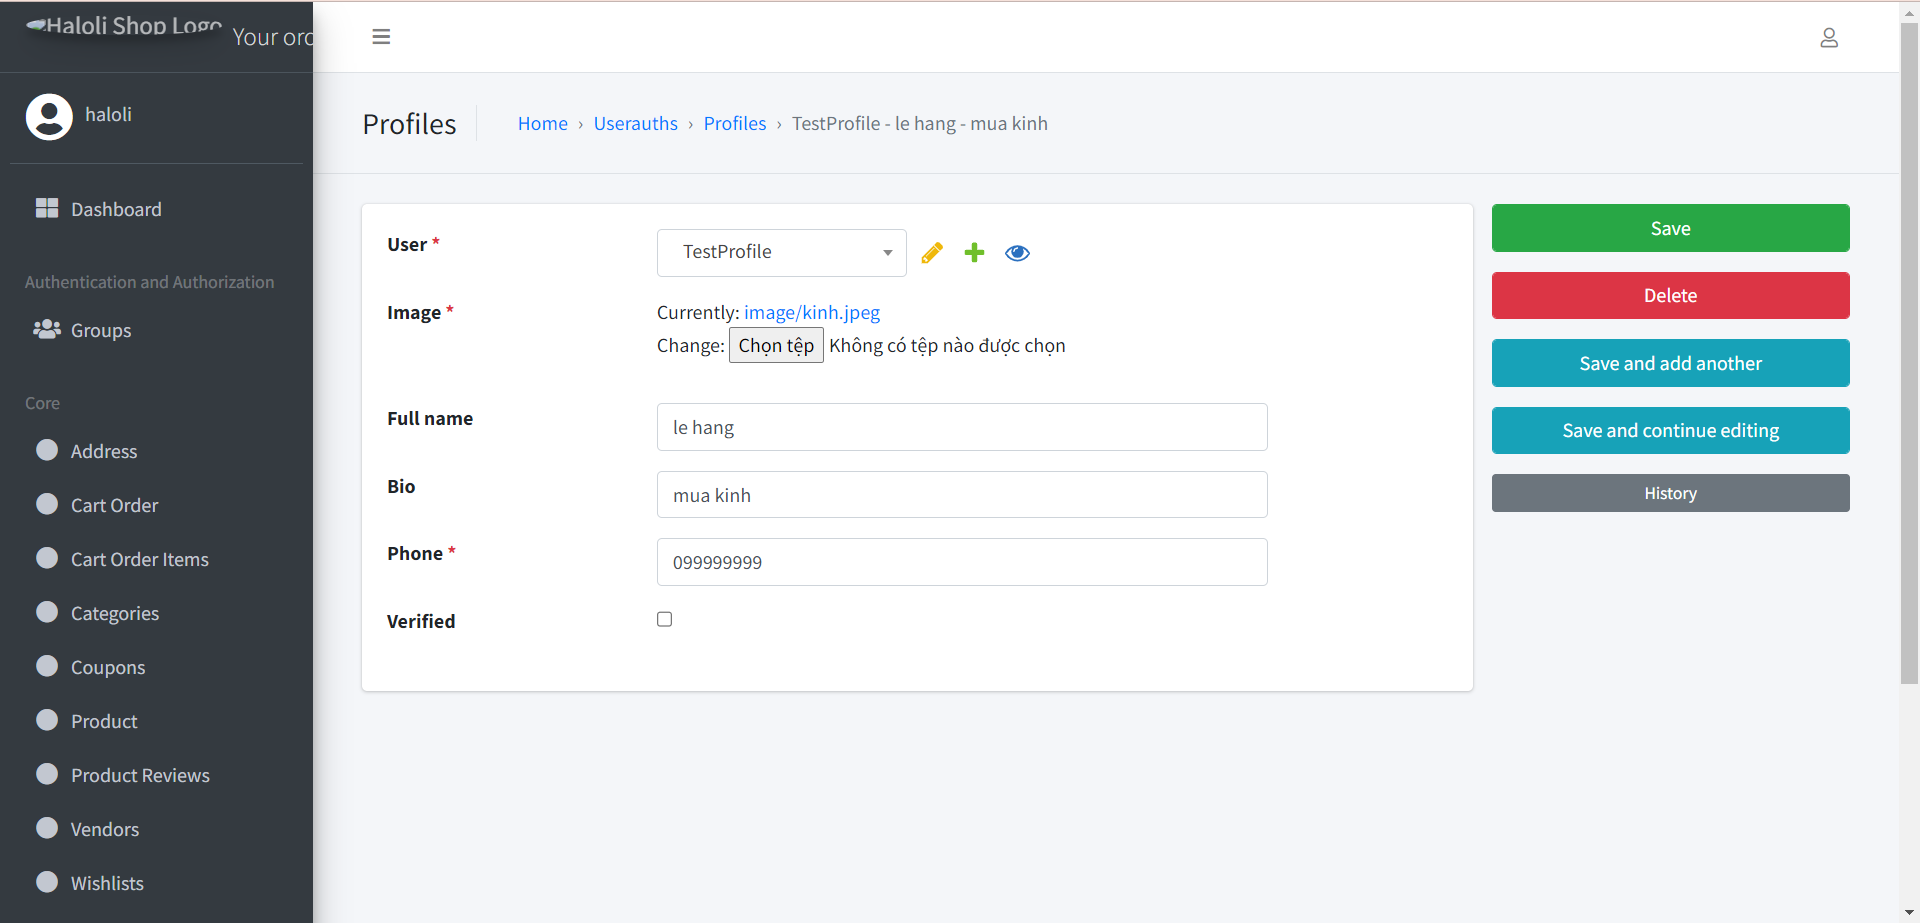 Haloli Shop Logo
Your ord
haloli
Dashboard
Authentication and Authorization
Groups
Core
Address
Cart Order
Cart Order Items
Categories
Coupons
Product
Product Reviews
Vendors
Wishlists
Profiles
Home › Userauths › Profiles › TestProfile - le hang - mua kinh
User *
TestProfile
Image *
Currently: image/kinh.jpeg
Change: Chọn tệp Không có tệp nào được chọn
Full name
le hang
Bio
mua kinh
Phone *
099999999
Verified
Save
Delete
Save and add another
Save and continue editing
History